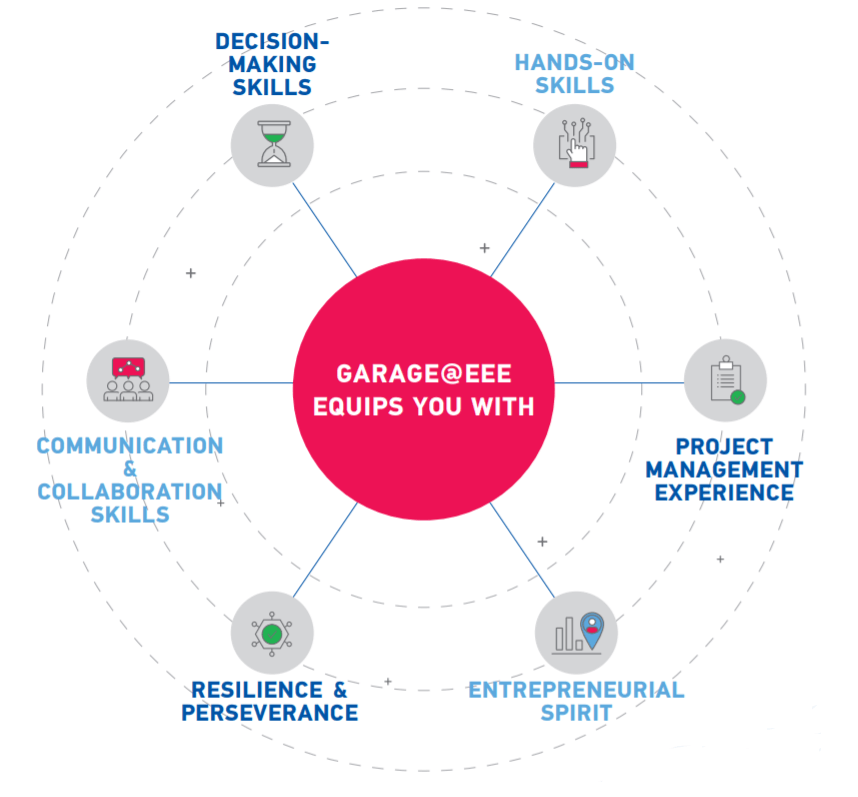 DECISION-
MAKING
SKILLS
HANDS-ON
SKILLS
GARAGE@EEE
EQUIPS YOU WITH
COMMUNICATION
&
COLLABORATION
SKILLS
PROJECT
MANAGEMENT
EXPERIENCE
RESILIENCE &
PERSEVERANCE
ENTREPRENEURIAL
SPIRIT